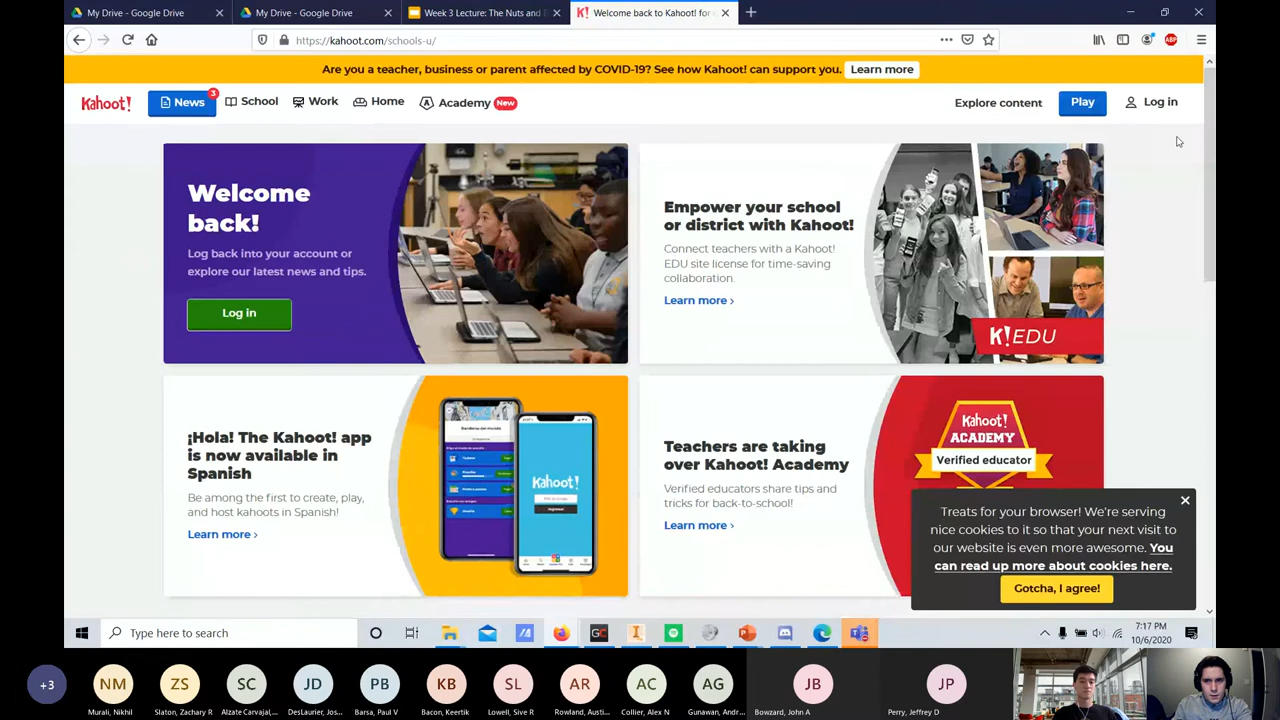 My Drive - Google Drive
My Drive - Google Drive
Week 3 Lecture: The Nuts and
Welcome back to Kahoot! for
https://kahoot.com/schools-u/
ABP
Are you a teacher, business or parent affected by COVID-19? See how Kahoot! can support you.
Learn more
Kahoot!
News
3
School
Work
Home
Academy
New
Explore content
Play
Log in
Welcome
back!
Log back into your account or
explore our latest news and tips.
Log in
Empower your school
or district with Kahoot!
Connect teachers with a Kahoot!
EDU site license for time-saving
collaboration.
Learn more ›
K!EDU
¡Hola! The Kahoot! app
is now available in
Spanish
Be among the first to create, play,
and host kahoots in Spanish!
Learn more ›
Kahoot!
Teachers are taking
over Kahoot! Academy
Verified educators share tips and
tricks for back-to-school!
Learn more ›
Kahoot!
ACADEMY
Verified educator
Treats for your browser! We're serving
nice cookies to it so that your next visit to
our website is even more awesome. You
can read up more about cookies here.
Gotcha, I agree!
Type here to search
GC
7:17 PM
10/6/2020
+3
NM
ZS
SC
JD
PB
KB
SL
AR
AC
AG
JB
JP
Murali, Nikhil
Slaton, Zachary R
Alzate Carvajal,...
DesLaurier, Jos...
Barsa, Paul V
Bacon, Keertik
Lowell, Sive R
Rowland, Austi...
Collier, Alex N
Gunawan, Andr...
Bowzard, John A
Perry, Jeffrey D